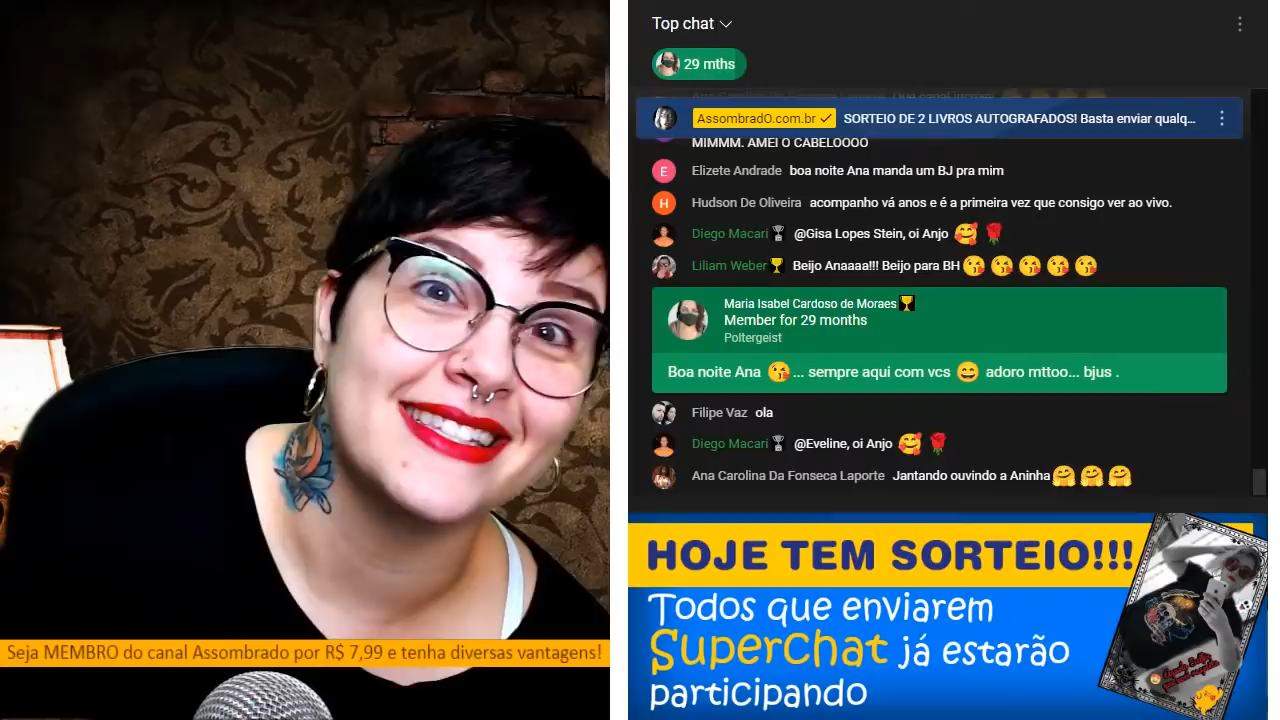 Seja MEMBRO do canal Assombrado por R$ 7,99 e tenha diversas vantagens!
Top chat
29 mths
AssombradO.com.br SORTEIO DE 2 LIVROS AUTOGRAFADOS! Basta enviar qualq...
MIMMM. AMEI O CABELOOOO
E Elizete Andrade boa noite Ana manda um BJ pra mim
H Hudson De Oliveira acompanho vá anos e é a primeira vez que consigo ver ao vivo.
Diego Macari @Gisa Lopes Stein, oi Anjo 🥰🌹
Liliam Weber Beijo Anaaaa!!! Beijo para BH 😘😘😘😘😘
Maria Isabel Cardoso de Moraes
Member for 29 months
Poltergeist
Boa noite Ana 😘... sempre aqui com vcs 😄 adoro mttoo... bjus .
Filipe Vaz ola
Diego Macari @Eveline, oi Anjo 🥰🌹
Ana Carolina Da Fonseca Laporte Jantando ouvindo a Aninha 🤗🤗🤗
HOJE TEM SORTEIO!!!
Todos que enviarem
Superchat já estarão
participando